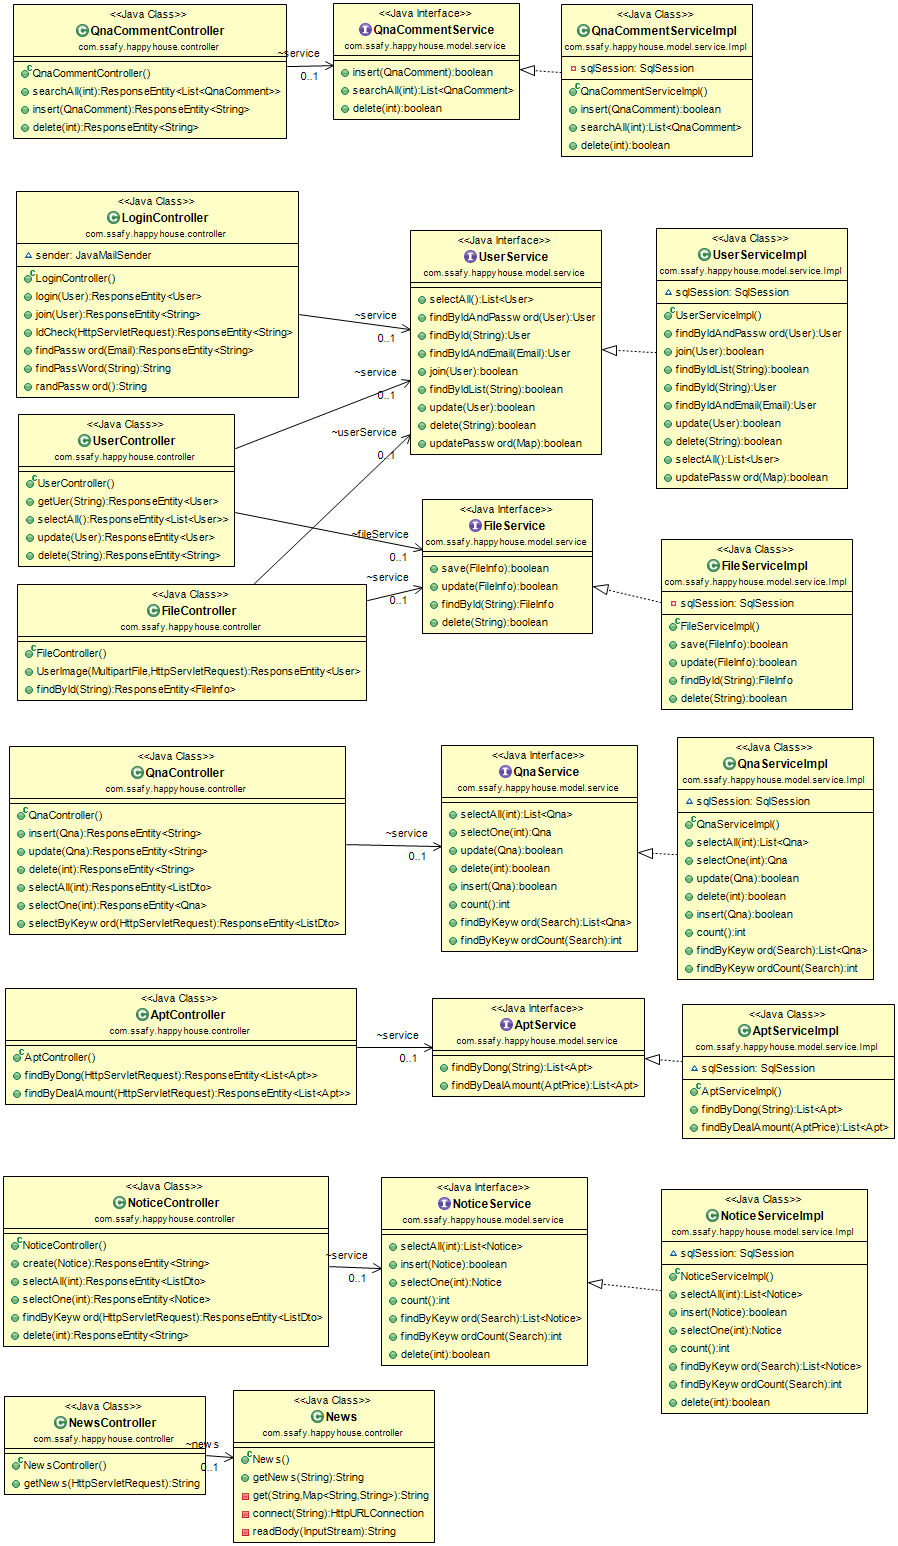 <<Java Class>>
QnaCommentController
com.ssafy.happyhouse.controller
QnaCommentController()
searchAll(int):ResponseEntity<List<QnaComment>>
insert(QnaComment):ResponseEntity<String>
delete(int):ResponseEntity<String>
~service
0..1
<<Java Interface>>
QnaCommentService
com.ssafy.happyhouse.model.service
insert(QnaComment):boolean
searchAll(int):List<QnaComment>
delete(int):boolean
<<Java Class>>
QnaCommentServiceImpl
com.ssafy.happyhouse.model.service.Impl
sqlSession: SqlSession
QnaCommentServiceImpl()
insert(QnaComment):boolean
searchAll(int):List<QnaComment>
delete(int):boolean
<<Java Class>>
LoginController
com.ssafy.happyhouse.controller
sender: JavaMailSender
LoginController()
login(User):ResponseEntity<User>
join(User):ResponseEntity<String>
IdCheck(HttpServletRequest):ResponseEntity<String>
findPassword(Email):ResponseEntity<String>
findPassWord(String):String
randPassword():String
~service
0..1
<<Java Interface>>
UserService
com.ssafy.happyhouse.model.service
selectAll():List<User>
findByIdAndPassword(User):User
findById(String):User
findByIdAndEmail(Email):User
join(User):boolean
findByIdList(String):boolean
update(User):boolean
delete(String):boolean
updatePassword(Map):boolean
<<Java Class>>
UserServiceImpl
com.ssafy.happyhouse.model.service.Impl
sqlSession: SqlSession
UserServiceImpl()
findByIdAndPassword(User):User
join(User):boolean
findByIdList(String):boolean
findById(String):User
findByIdAndEmail(Email):User
update(User):boolean
delete(String):boolean
selectAll():List<User>
updatePassword(Map):boolean
<<Java Class>>
UserController
com.ssafy.happyhouse.controller
UserController()
getUer(String):ResponseEntity<User>
selectAll():ResponseEntity<List<User>>
update(User):ResponseEntity<User>
delete(String):ResponseEntity<String>
~service
0..1
~userService
0..1
~fileService
0..1
~service
0..1
<<Java Interface>>
FileService
com.ssafy.happyhouse.model.service
save(FileInfo):boolean
update(FileInfo):boolean
findById(String):FileInfo
delete(String):boolean
<<Java Class>>
FileServiceImpl
com.ssafy.happyhouse.model.service.Impl
sqlSession: SqlSession
FileServiceImpl()
save(FileInfo):boolean
update(FileInfo):boolean
findById(String):FileInfo
delete(String):boolean
<<Java Class>>
FileController
com.ssafy.happyhouse.controller
FileController()
UserImage(MultipartFile,HttpServletRequest):ResponseEntity<User>
findById(String):ResponseEntity<FileInfo>
<<Java Class>>
QnaController
com.ssafy.happyhouse.controller
QnaController()
insert(Qna):ResponseEntity<String>
update(Qna):ResponseEntity<String>
delete(int):ResponseEntity<String>
selectAll(int):ResponseEntity<ListDto>
selectOne(int):ResponseEntity<Qna>
selectByKeyword(HttpServletRequest):ResponseEntity<ListDto>
~service
0..1
<<Java Interface>>
QnaService
com.ssafy.happyhouse.model.service
selectAll(int):List<Qna>
selectOne(int):Qna
update(Qna):boolean
delete(int):boolean
insert(Qna):boolean
count():int
findByKeyword(Search):List<Qna>
findByKeywordCount(Search):int
<<Java Class>>
QnaServiceImpl
com.ssafy.happyhouse.model.service.Impl
sqlSession: SqlSession
QnaServiceImpl()
selectAll(int):List<Qna>
selectOne(int):Qna
update(Qna):boolean
delete(int):boolean
insert(Qna):boolean
count():int
findByKeyword(Search):List<Qna>
findByKeywordCount(Search):int
<<Java Class>>
AptController
com.ssafy.happyhouse.controller
AptController()
findByDong(HttpServletRequest):ResponseEntity<List<Apt>>
findByDealAmount(HttpServletRequest):ResponseEntity<List<Apt>>
~service
0..1
<<Java Interface>>
AptService
com.ssafy.happyhouse.model.service
findByDong(String):List<Apt>
findByDealAmount(AptPrice):List<Apt>
<<Java Class>>
AptServiceImpl
com.ssafy.happyhouse.model.service.Impl
sqlSession: SqlSession
AptServiceImpl()
findByDong(String):List<Apt>
findByDealAmount(AptPrice):List<Apt>
<<Java Class>>
NoticeController
com.ssafy.happyhouse.controller
NoticeController()
create(Notice):ResponseEntity<String>
selectAll(int):ResponseEntity<ListDto>
selectOne(int):ResponseEntity<Notice>
findByKeyword(HttpServletRequest):ResponseEntity<ListDto>
delete(int):ResponseEntity<String>
~service
0..1
<<Java Interface>>
NoticeService
com.ssafy.happyhouse.model.service
selectAll(int):List<Notice>
insert(Notice):boolean
selectOne(int):Notice
count():int
findByKeyword(Search):List<Notice>
findByKeywordCount(Search):int
delete(int):boolean
<<Java Class>>
NoticeServiceImpl
com.ssafy.happyhouse.model.service.Impl
sqlSession: SqlSession
NoticeServiceImpl()
selectAll(int):List<Notice>
insert(Notice):boolean
selectOne(int):Notice
count():int
findByKeyword(Search):List<Notice>
findByKeywordCount(Search):int
delete(int):boolean
<<Java Class>>
NewsController
com.ssafy.happyhouse.controller
NewsController()
getNews(HttpServletRequest):String
~news
0..1
<<Java Class>>
News
com.ssafy.happyhouse.controller
News()
getNews(String):String
get(String,Map<String,String>):String
connect(String):HttpURLConnection
readBody(InputStream):String